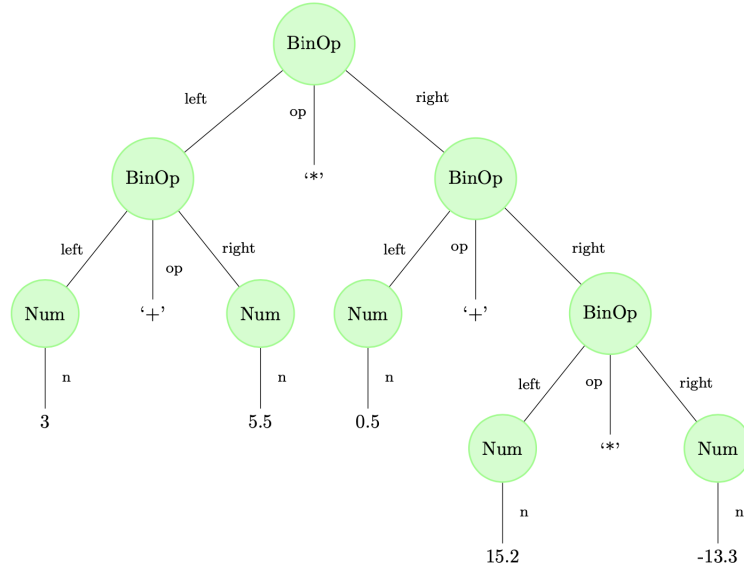 BinOp
left
op
right
BinOp
‘*’
BinOp
left
op
right
left
op
right
Num
‘+’
Num
Num
‘+’
BinOp
n
n
n
left
op
right
3
5.5
0.5
Num
‘*’
Num
n
n
15.2
-13.3